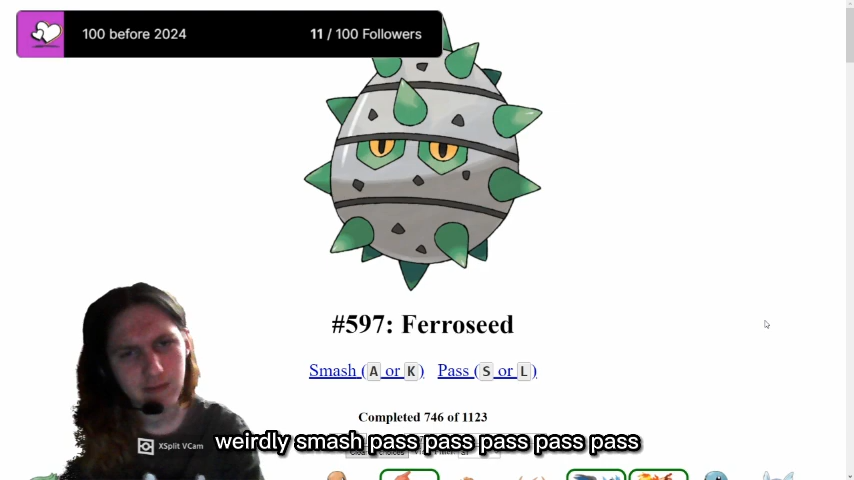 100 before 2024
11 / 100 Followers
#597: Ferroseed
Smash (A or K) Pass (S or L)
Completed 746 of 1123
XSplit VCam
weirdly smash pass pass pass pass pass